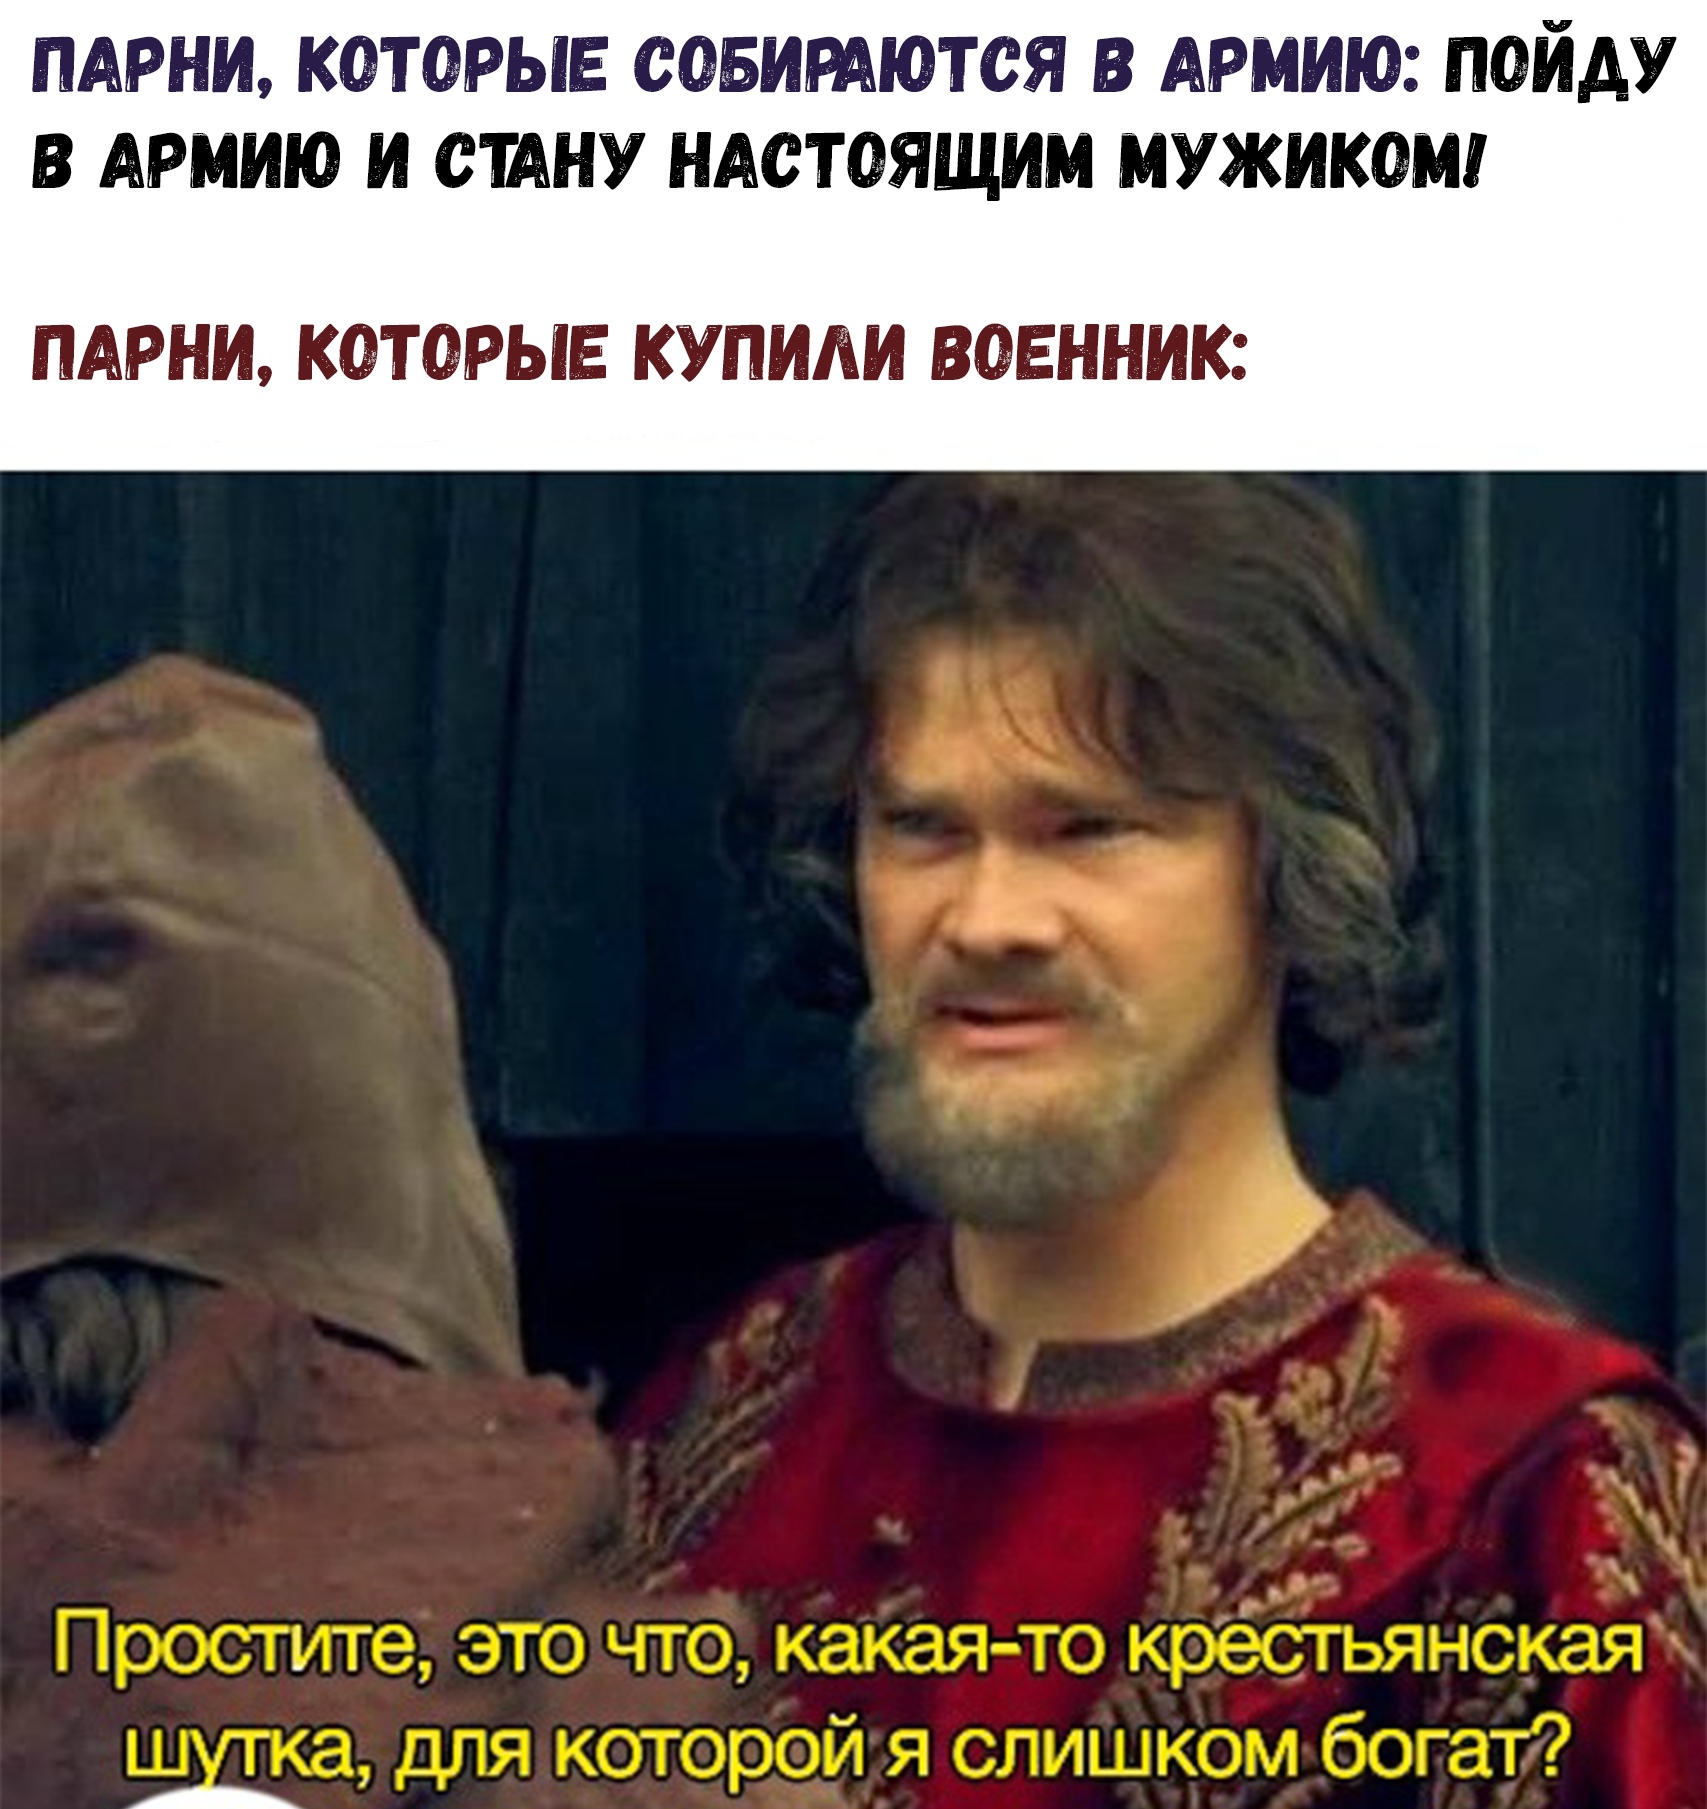 ПАРНИ, КОТОРЫЕ СОБИРАЮТСЯ В АРМИЮ: ПОЙДУ
В АРМИЮ И СТАНУ НАСТОЯЩИМ МУЖИКОМ!
ПАРНИ, КОТОРЫЕ КУПИЛИ ВОЕННИК:
Простите, это что, какая-то крестьянская
шутка, для которой я слишком богат?